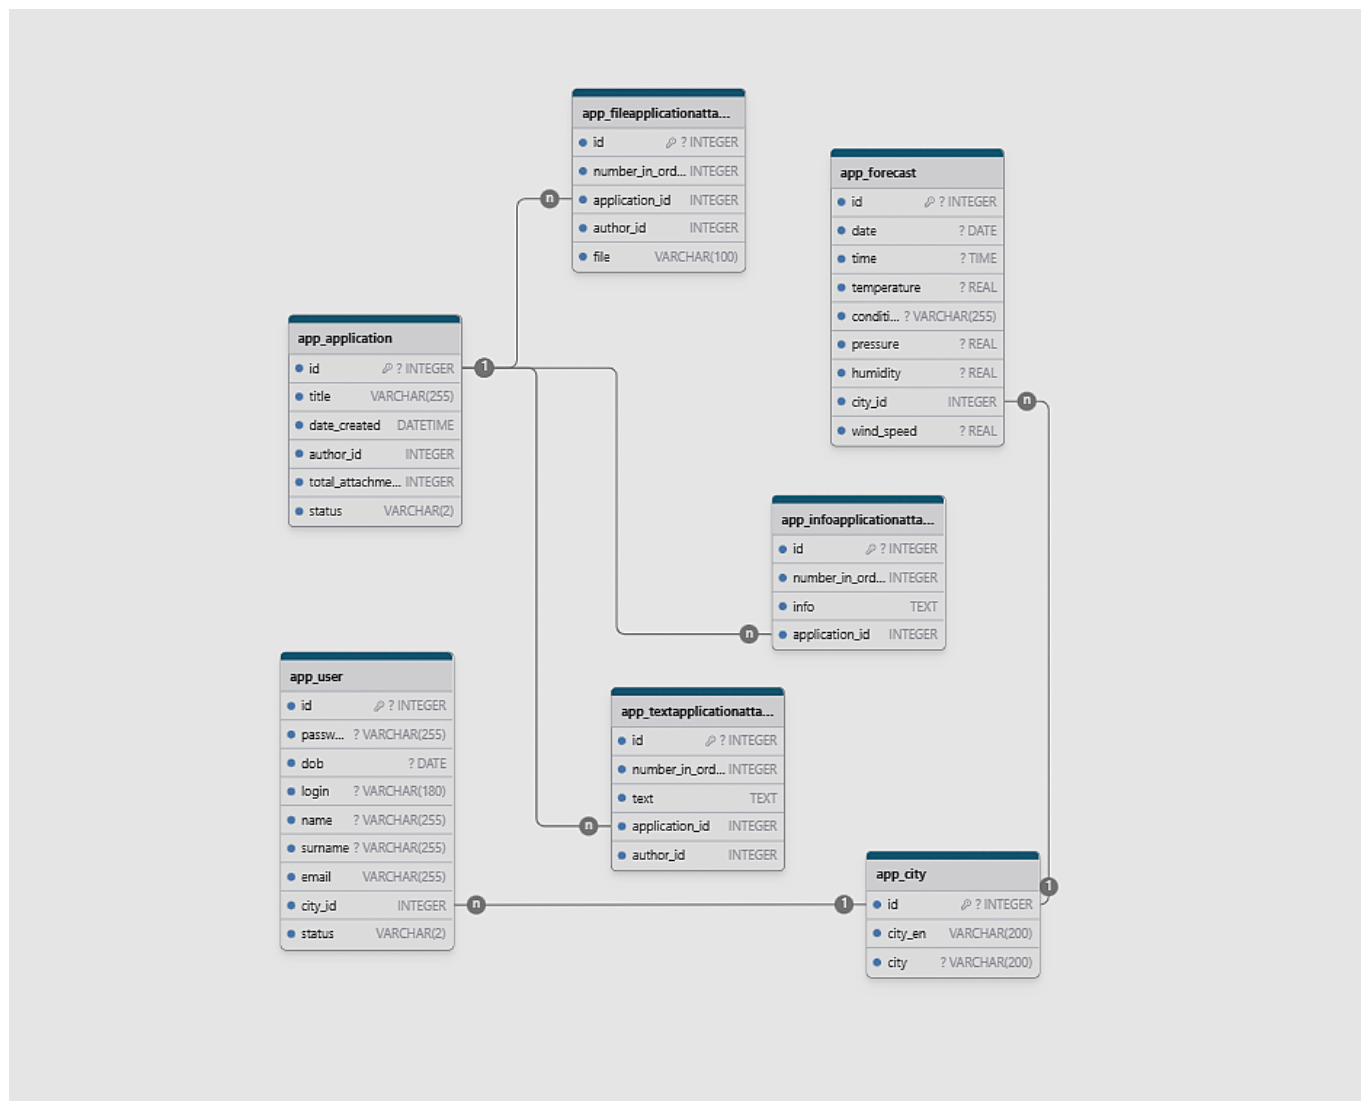 app_fileapplicationatta...
id ? INTEGER
number_in_ord... INTEGER
n
application_id INTEGER
author_id INTEGER
file VARCHAR(100)
app_forecast
id ? INTEGER
date ? DATE
time ? TIME
temperature ? REAL
conditi... ? VARCHAR(255)
pressure ? REAL
humidity ? REAL
city_id INTEGER
n
wind_speed ? REAL
app_application
id ? INTEGER
1
title VARCHAR(255)
date_created DATETIME
author_id INTEGER
total_attachme... INTEGER
status VARCHAR(2)
app_infoapplicationatta...
id ? INTEGER
number_in_ord... INTEGER
info TEXT
n
application_id INTEGER
app_user
id ? INTEGER
passw... ? VARCHAR(255)
dob ? DATE
login ? VARCHAR(180)
name ? VARCHAR(255)
surname ? VARCHAR(255)
email VARCHAR(255)
city_id INTEGER
n
status VARCHAR(2)
app_textapplicationatta...
id ? INTEGER
number_in_ord... INTEGER
text TEXT
n
application_id INTEGER
author_id INTEGER
app_city
1
1
id ? INTEGER
city_en VARCHAR(200)
city ? VARCHAR(200)